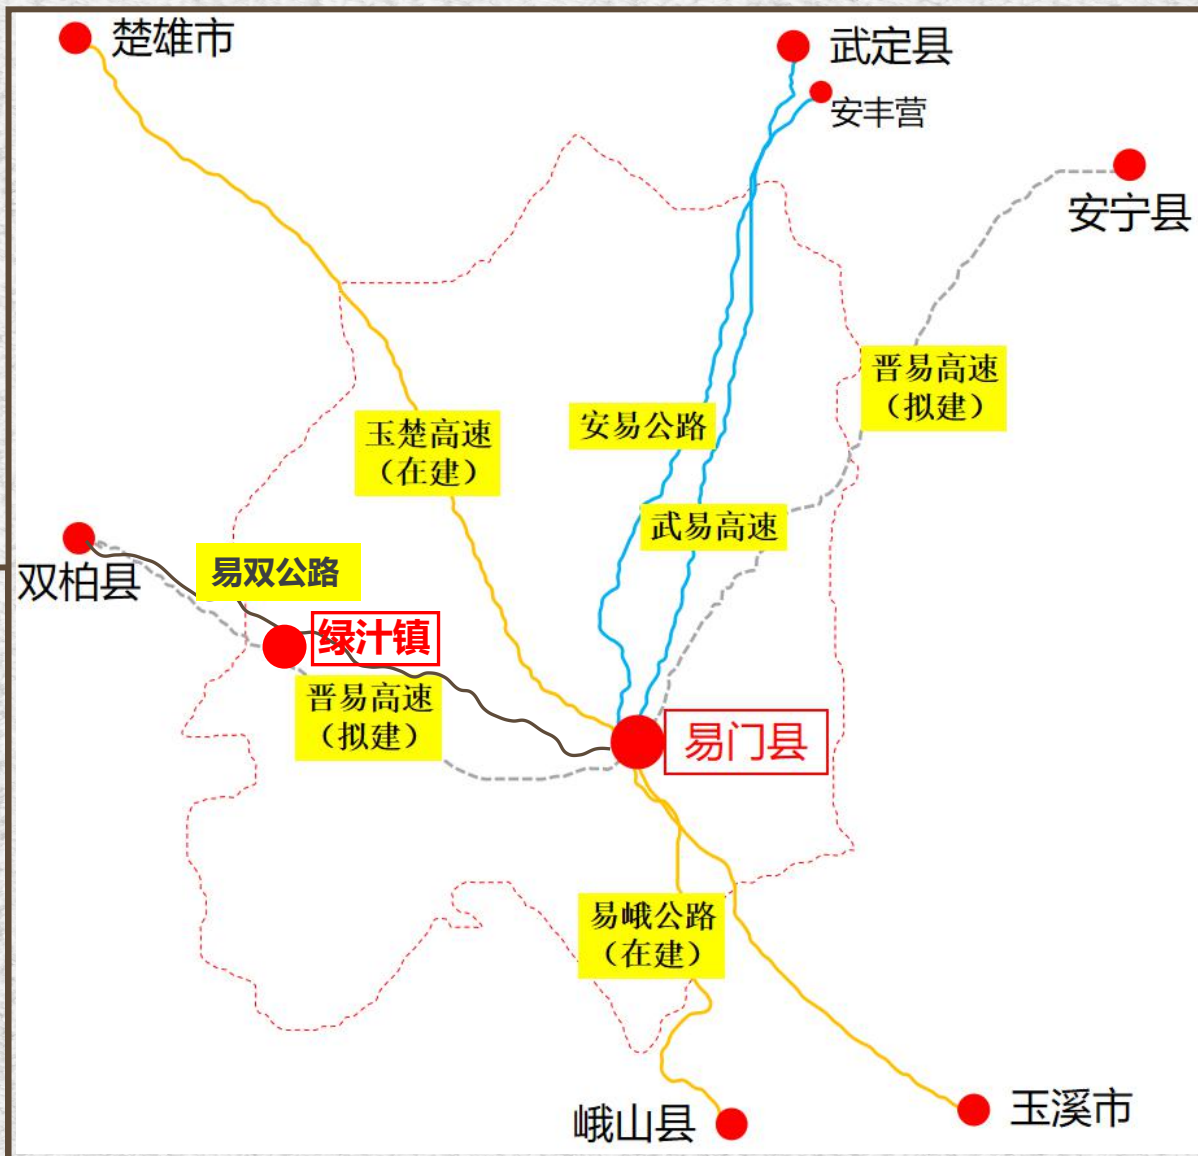 楚雄市
武定县
安丰营
安宁县
晋易高速
（拟建）
安易公路
玉楚高速
（在建）
武易高速
易双公路
双柏县
绿汁镇
晋易高速
（拟建）
易门县
易峨公路
（在建）
峨山县
玉溪市